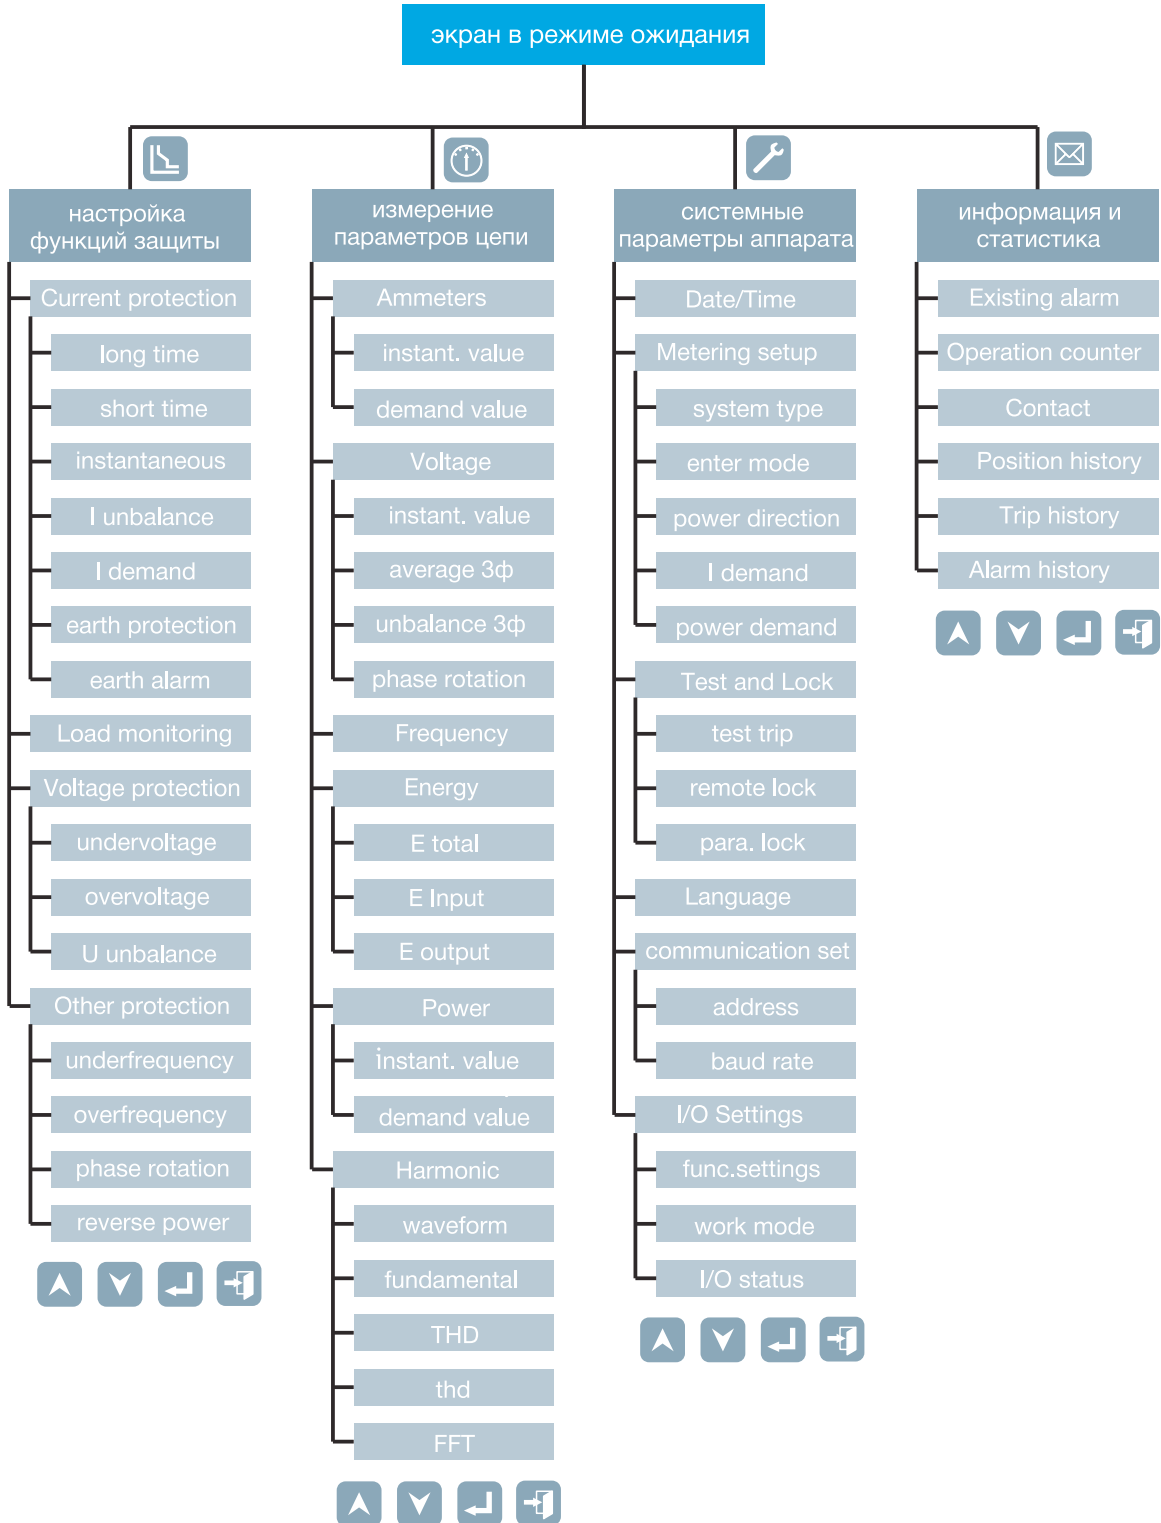 экран в режиме ожидания
настройка
функций защиты
Current protection
long time
short time
instantaneous
I unbalance
I demand
earth protection
earth alarm
Load monitoring
Voltage protection
undervoltage
overvoltage
U unbalance
Other protection
underfrequency
overfrequency
phase rotation
reverse power
измерение
параметров цепи
Ammeters
instant. value
demand value
Voltage
instant. value
average 3ф
unbalance 3ф
phase rotation
Frequency
Energy
E total
E Input
E output
Power
instant. value
demand value
Harmonic
waveform
fundamental
THD
thd
FFT
системные
параметры аппарата
Date/Time
Metering setup
system type
enter mode
power direction
I demand
power demand
Test and Lock
test trip
remote lock
para. lock
Language
communication set
address
baud rate
I/O Settings
func.settings
work mode
I/O status
информация и
статистика
Existing alarm
Operation counter
Contact
Position history
Trip history
Alarm history